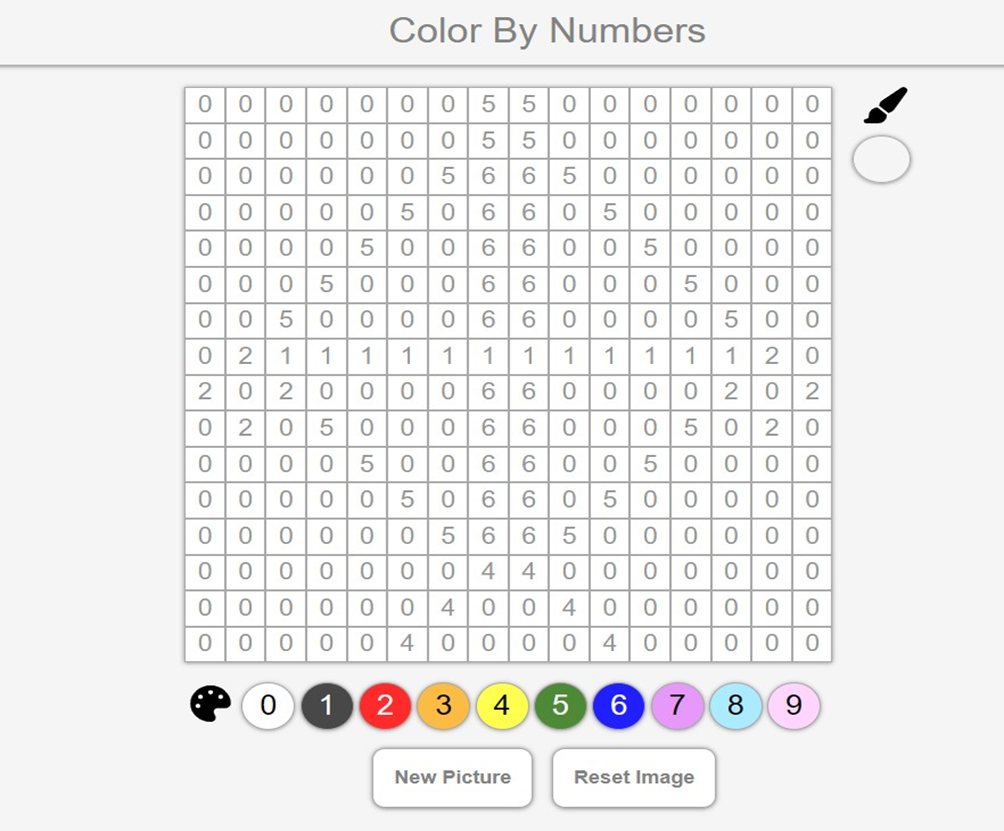 Color By Numbers
0 0 0 0 0 0 0 5 5 0 0 0 0 0 0 0
0 0 0 0 0 0 0 5 5 0 0 0 0 0 0 0
0 0 0 0 0 0 5 6 6 5 0 0 0 0 0 0
0 0 0 0 0 5 0 6 6 0 5 0 0 0 0 0
0 0 0 0 5 0 0 6 6 0 0 5 0 0 0 0
0 0 0 5 0 0 0 6 6 0 0 0 5 0 0 0
0 0 5 0 0 0 0 6 6 0 0 0 0 5 0 0
0 2 1 1 1 1 1 1 1 1 1 1 1 1 2 0
2 0 2 0 0 0 0 6 6 0 0 0 0 2 0 2
0 2 0 5 0 0 0 6 6 0 0 0 5 0 2 0
0 0 0 0 5 0 0 6 6 0 0 5 0 0 0 0
0 0 0 0 0 5 0 6 6 0 5 0 0 0 0 0
0 0 0 0 0 0 5 6 6 5 0 0 0 0 0 0
0 0 0 0 0 0 0 4 4 0 0 0 0 0 0 0
0 0 0 0 0 0 4 0 0 4 0 0 0 0 0 0
0 0 0 0 0 4 0 0 0 0 4 0 0 0 0 0
0 1 2 3 4 5 6 7 8 9
New Picture Reset Image